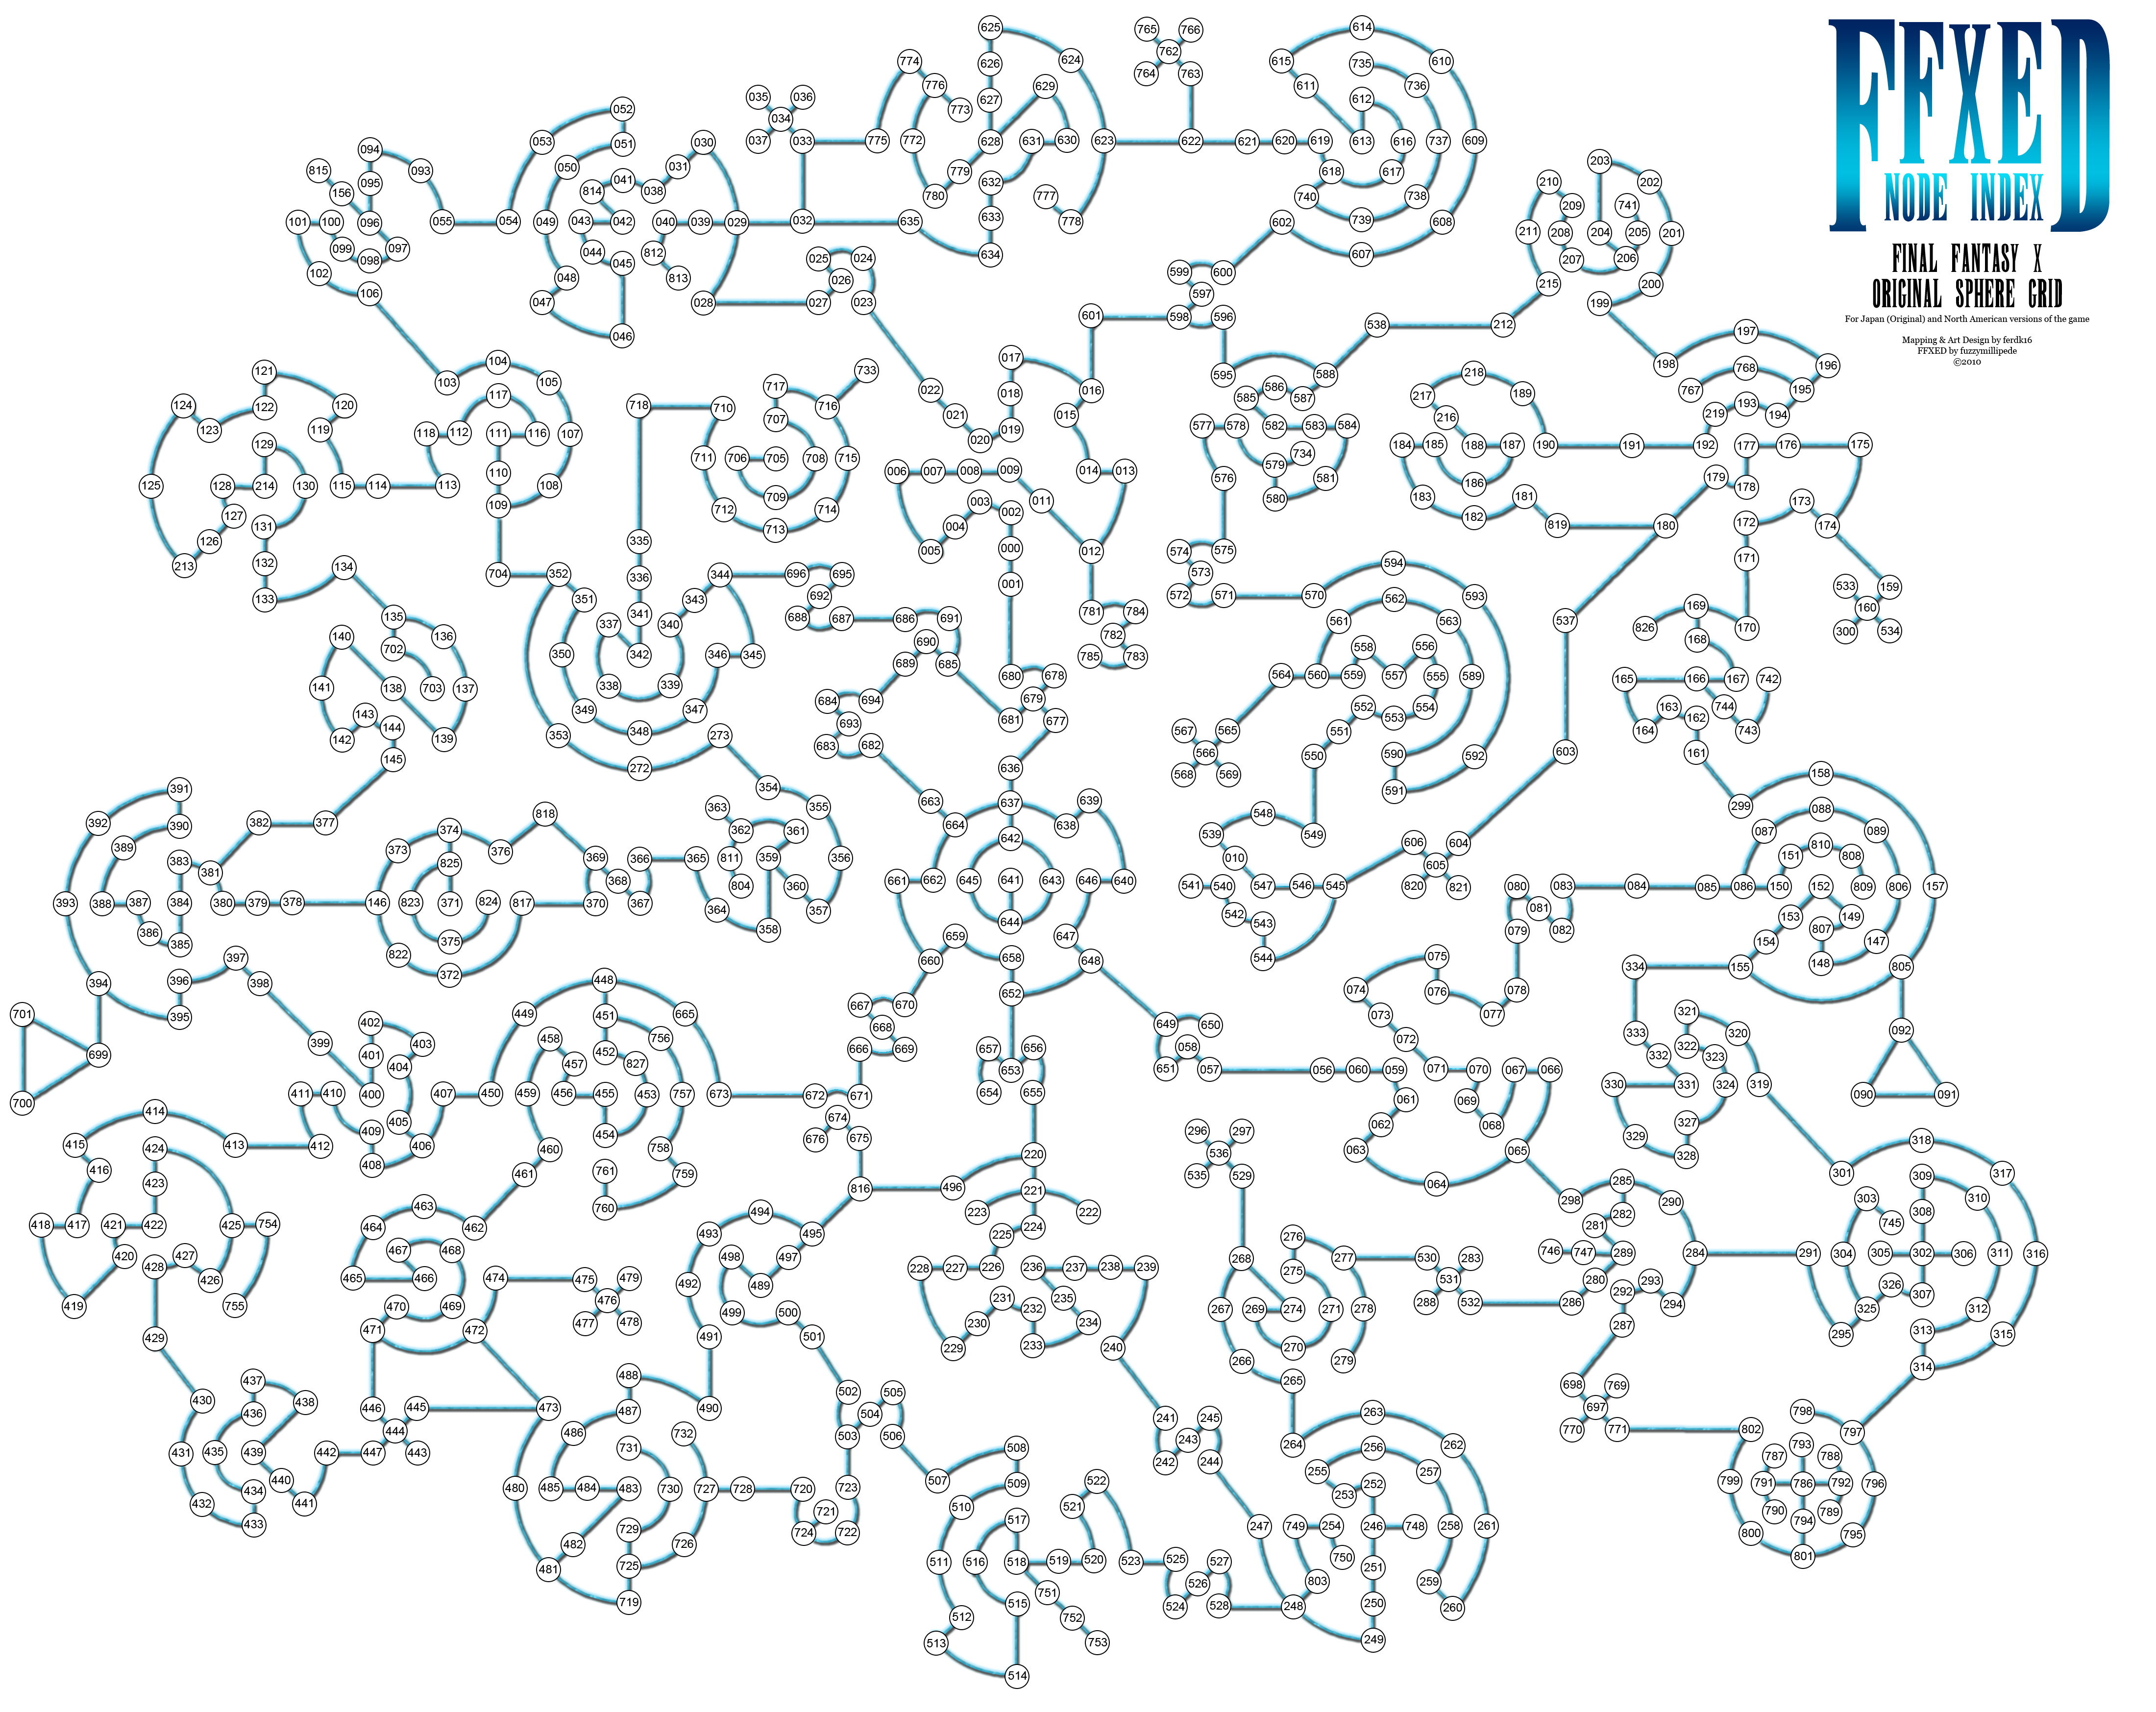 FFXED
NODE INDEX
FINAL FANTASY X
ORIGINAL SPHERE GRID
For Japan (Original) and North American versions of the game
Mapping & Art Design by ferdk16
FFXED by fuzzymillipede
©2010
625 765 766 614
774 626 624 762 615 735 610
764 763
035 036 776 627 629 611 612 736
052 034 773
053 051 030 037 033 775 772 628 631 630 623 622 621 620 619 613 616 737 609
094 815 093 050 031 779 618 617 203
156 095 814 041 038 780 632 777 740 738 210 202
101 100 096 055 054 049 043 042 040 039 029 032 635 633 778 602 739 608 209 741
099 098 097 044 045 812 025 024 634 607 211 208 204 205 201
102 048 813 026 599 600 207 206
106 047 028 027 023 597 215 200
046 601 598 596 538 212 199
197
121 104 017 198 196
103 105 717 733 022 018 016 595 588 218 768
124 122 120 117 718 710 707 716 021 015 585 586 587 217 189 767 195
123 119 118 112 111 116 107 020 019 577 578 582 583 584 216 219 193 194
129 711 706 705 708 715 184 185 188 187 190 191 192 177 176 175
125 128 214 130 115 114 113 110 108 709 006 007 008 009 014 013 576 579 734 581 186 179 178
127 131 109 712 713 714 003 002 011 580 183 182 181 819 180 172 173 174
213 126 132 335 005 004 000 012 574 575 171
133 134 704 352 336 344 696 695 001 573 594 533 159
135 136 351 341 343 692 781 784 572 571 570 562 593 169 160
140 702 337 342 340 688 687 686 691 782 561 563 537 826 168 170 300 534
141 138 703 137 350 338 339 346 345 690 689 685 785 783 558 556
143 144 349 347 684 694 680 678 564 560 559 557 555 589 165 166 167 742
142 145 139 353 348 273 693 681 679 677 567 565 552 553 554 163 162 744
272 683 682 636 566 551 590 592 603 164 161 743
391 354 568 569 550 591 158
392 390 382 377 374 818 363 355 663 637 639 548 299 088
389 383 373 376 362 361 664 642 638 539 549 606 604 087 089
381 825 369 366 365 811 359 356 010 605 151 810 808
393 388 387 384 380 379 378 146 823 371 824 817 370 368 367 804 360 357 661 662 645 641 643 646 640 541 540 547 546 545 820 821 080 083 084 085 086 150 152 809 806 157
386 385 375 364 358 644 542 543 081 082 153 149
397 822 372 659 647 544 075 079 154 807 147
394 396 398 448 660 658 648 074 076 078 334 155 148 805
701 395 402 449 451 665 667 670 652 649 650 073 077 321 320 092
699 399 401 403 458 452 756 668 657 656 058 072 333 322
700 404 457 827 666 669 653 651 057 056 060 059 071 070 067 066 332 323 319
411 410 400 407 450 459 456 455 453 757 673 672 671 654 655 061 069 330 331 324 090 091
415 414 413 412 409 405 406 454 674 675 676 296 297 062 068 329 327 318
416 424 408 461 460 761 758 220 536 063 065 328 301 317
423 463 760 759 816 496 221 535 529 064 298 285 290 303 309 310
418 417 421 422 425 754 464 462 493 494 495 223 224 222 276 281 282 745 308
420 428 427 426 467 468 498 497 225 268 277 530 283 746 747 289 284 291 304 305 302 306 311 316
419 755 465 466 474 475 479 492 489 228 227 226 236 237 238 239 275 531 280 292 293 326 307
470 469 476 499 500 231 232 235 267 269 274 271 278 288 532 286 294 325 312
429 471 472 477 478 491 501 230 234 287 295 313 315
229 233 240 266 270 279 314
430 437 438 488 502 505 265 698 769
436 446 445 473 490 504 241 245 263 697 798
431 435 439 444 487 503 506 243 264 262 770 771 802 797
442 447 443 486 731 732 508 242 244 256 793 787 788
440 485 484 483 730 727 728 720 723 507 509 522 255 252 257 799 791 786 792 796
432 434 441 480 721 510 521 253 790 794 789
433 729 724 722 517 247 749 254 246 748 258 261 800 795
481 482 725 726 511 516 518 519 520 523 525 527 750 251 801
719 512 515 751 526 803 259
513 752 524 528 248 250 260
514 753 249